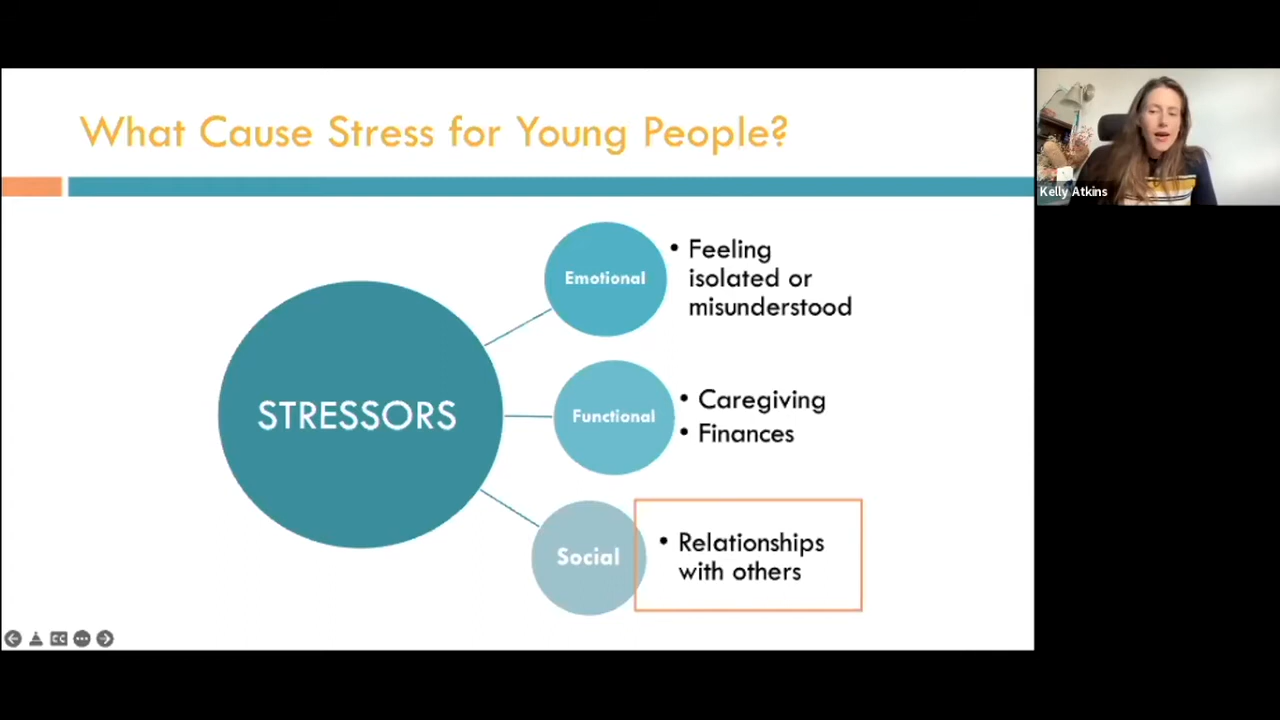 What Cause Stress for Young People?
Kelly Atkins
STRESSORS
Emotional
• Feeling
isolated or
misunderstood
Functional
• Caregiving
• Finances
Social
• Relationships
with others
CC